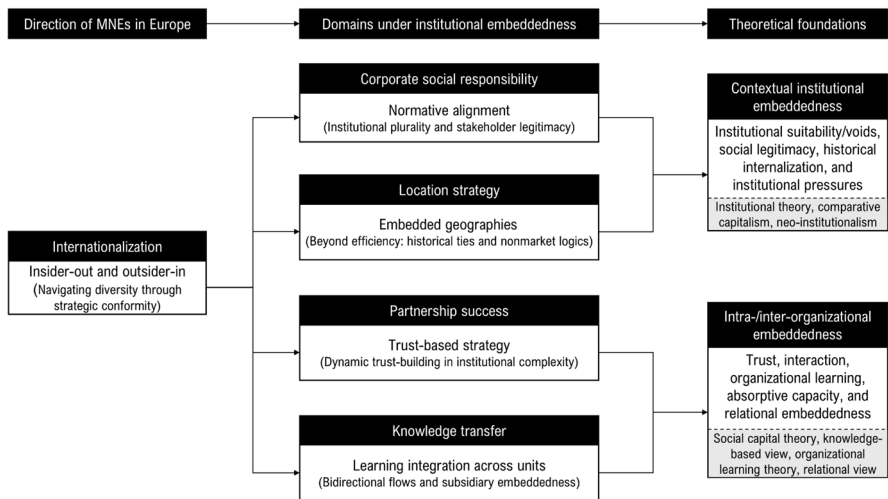 Direction of MNEs in Europe
Domains under institutional embeddedness
Theoretical foundations
Internationalization
Insider-out and outsider-in
(Navigating diversity through
strategic conformity)
Corporate social responsibility
Normative alignment
(Institutional plurality and stakeholder legitimacy)
Location strategy
Embedded geographies
(Beyond efficiency: historical ties and nonmarket logics)
Partnership success
Trust-based strategy
(Dynamic trust-building in institutional complexity)
Knowledge transfer
Learning integration across units
(Bidirectional flows and subsidiary embeddedness)
Contextual institutional
embeddedness
Institutional suitability/voids,
social legitimacy, historical
internalization, and
institutional pressures
Institutional theory, comparative
capitalism, neo-institutionalism
Intra-/inter-organizational
embeddedness
Trust, interaction,
organizational learning,
absorptive capacity, and
relational embeddedness
Social capital theory, knowledge-
based view, organizational
learning theory, relational view